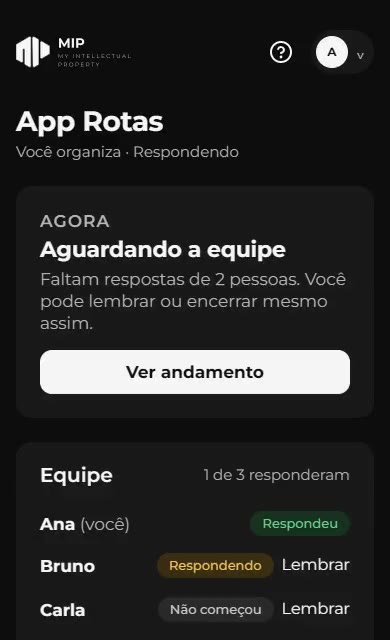 MIP
MY INTELLECTUAL
PROPERTY
A
v
App Rotas
Você organiza · Respondendo
AGORA
Aguardando a equipe
Faltam respostas de 2 pessoas. Você
pode lembrar ou encerrar mesmo
assim.
Ver andamento
Equipe
1 de 3 responderam
Ana (você)
Respondeu
Bruno
Respondendo
Lembrar
Carla
Não começou
Lembrar